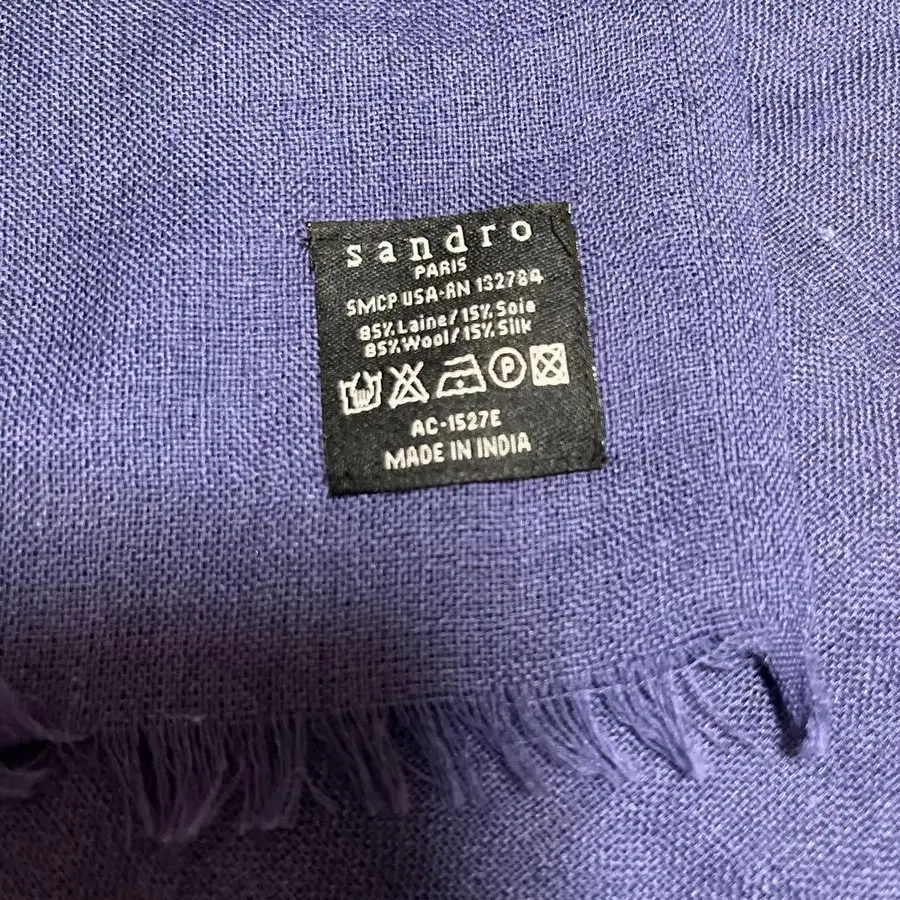 sandro
PARIS
SMCP USA-RN 132784
85% Laine/15% Soie
85% Wool/15% Silk
P
AC-1527E
MADE IN INDIA